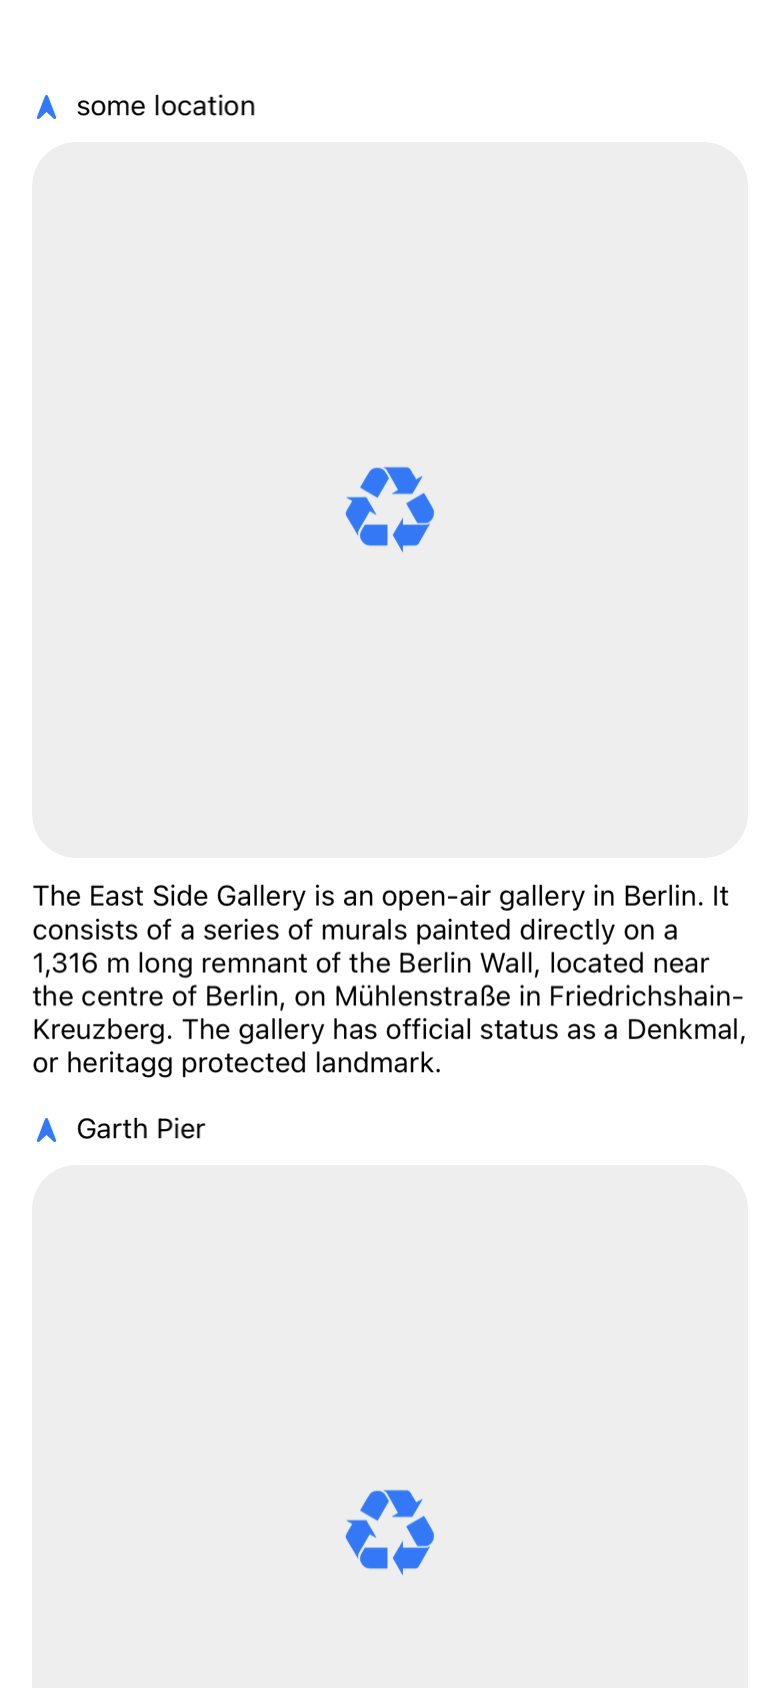 some location
The East Side Gallery is an open-air gallery in Berlin. It
consists of a series of murals painted directly on a
1,316 m long remnant of the Berlin Wall, located near
the centre of Berlin, on Mühlenstraße in Friedrichshain-
Kreuzberg. The gallery has official status as a Denkmal,
or heritagg protected landmark.
Garth Pier